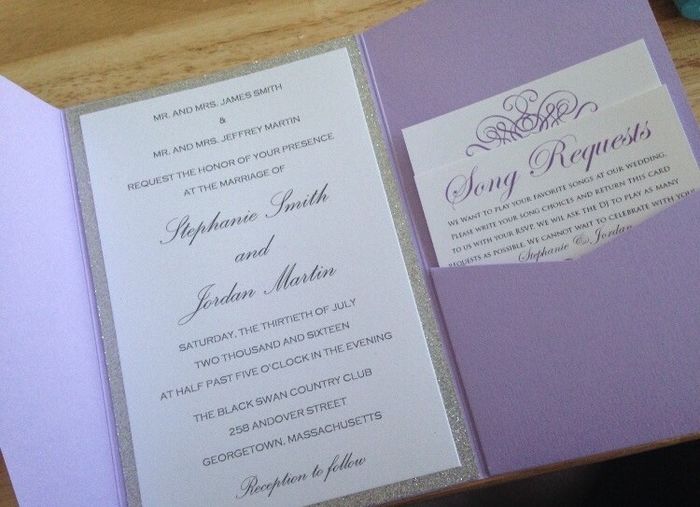 MR. AND MRS. JAMES SMITH
&
MR. AND MRS. JEFFREY MARTIN
REQUEST THE HONOR OF YOUR PRESENCE
AT THE MARRIAGE OF
Stephanie Smith
and
Jordan Martin
SATURDAY, THE THIRTIETH OF JULY
TWO THOUSAND AND SIXTEEN
AT HALF PAST FIVE O'CLOCK IN THE EVENING
THE BLACK SWAN COUNTRY CLUB
258 ANDOVER STREET
GEORGETOWN, MASSACHUSETTS
Reception to follow
Song Requests
WE WANT TO PLAY YOUR FAVORITE SONGS AT OUR WEDDING.
PLEASE WRITE YOUR SONG CHOICES AND RETURN THIS CARD
TO US WITH YOUR RSVP. WE WILL ASK THE DJ TO PLAY AS MANY
REQUESTS AS POSSIBLE. WE CANNOT WAIT TO CELEBRATE WITH YOU
Stephanie & Jordan